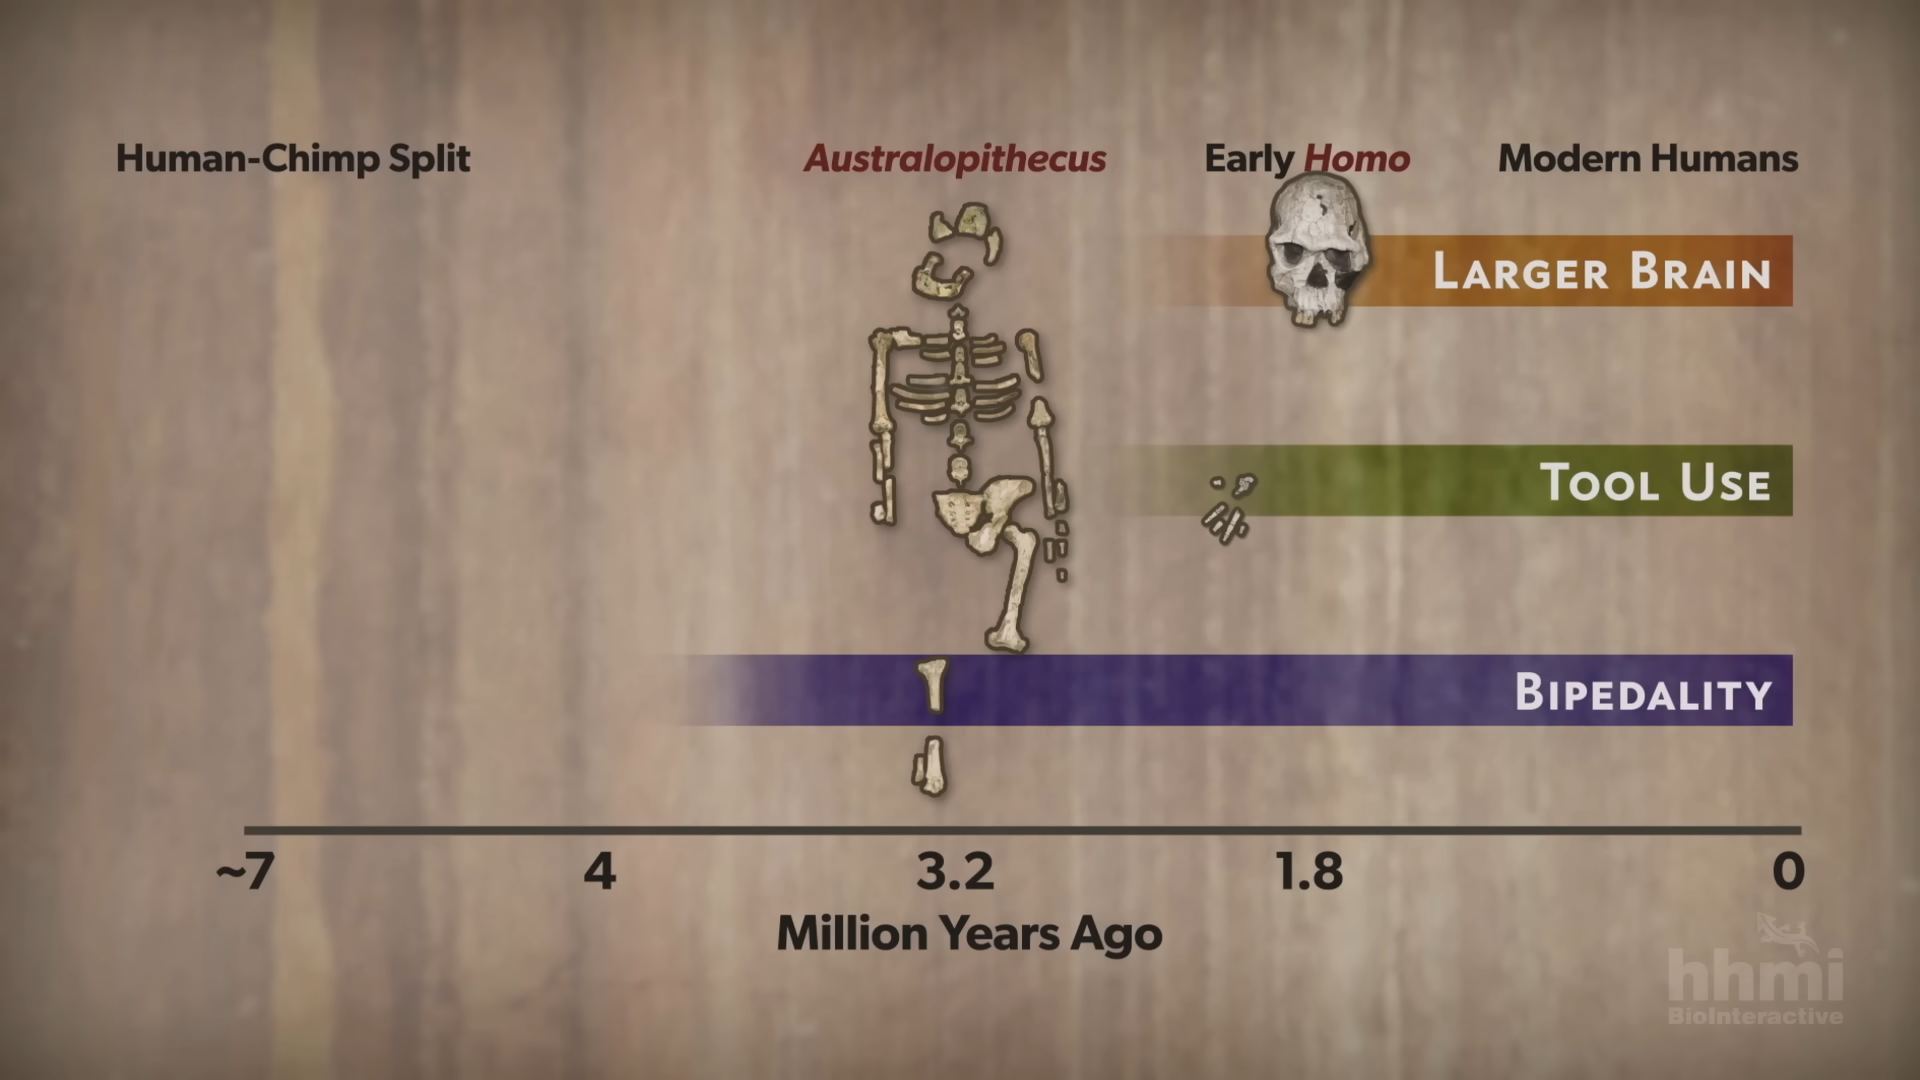 Human-Chimp Split
Australopithecus
Early Homo
Modern Humans
LARGER BRAIN
TOOL USE
BIPEDALITY
~7
4
3.2
1.8
0
Million Years Ago
hhmi
BioInteractive